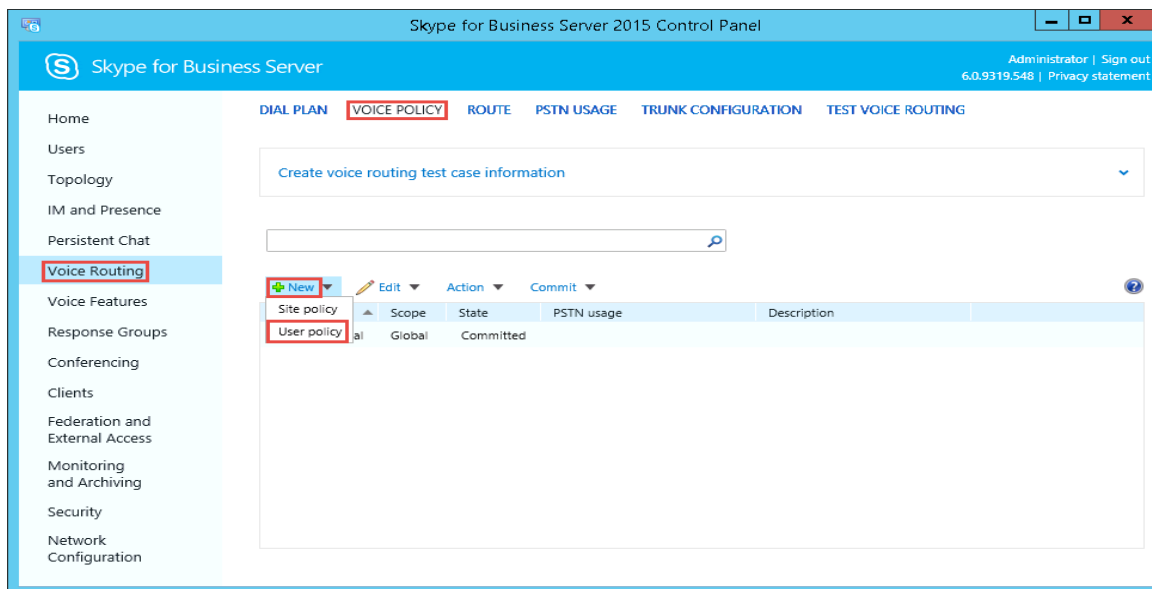 Skype for Business Server 2015 Control Panel
S Skype for Business Server
Administrator | Sign out
6.0.9319.548 | Privacy statement
Home
Users
Topology
IM and Presence
Persistent Chat
Voice Routing
Voice Features
Response Groups
Conferencing
Clients
Federation and
External Access
Monitoring
and Archiving
Security
Network
Configuration
DIAL PLAN VOICE POLICY ROUTE PSTN USAGE TRUNK CONFIGURATION TEST VOICE ROUTING
Create voice routing test case information
New Edit Action Commit ?
Site policy
User policy
Scope State PSTN usage Description
al Global Committed